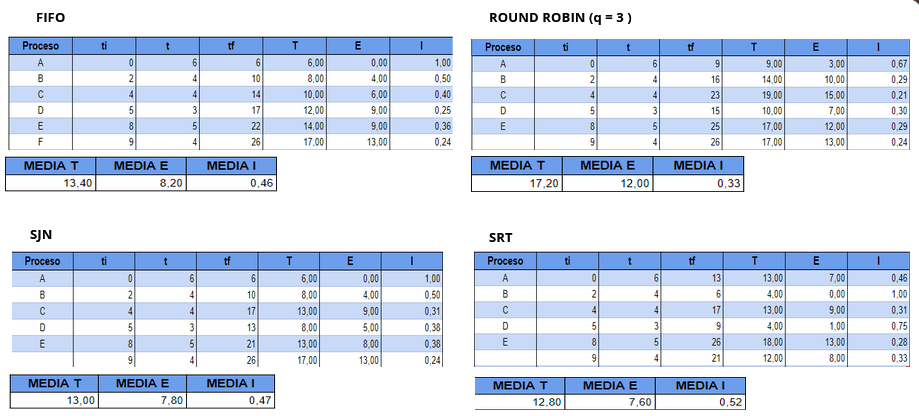 FIFO
Proceso ti t tf T E I
A 0 6 6 6,00 0,00 1,00
B 2 4 10 8,00 4,00 0,50
C 4 4 14 10,00 6,00 0,40
D 5 3 17 12,00 9,00 0,25
E 8 5 22 14,00 9,00 0,36
F 9 4 26 17,00 13,00 0,24
MEDIA T MEDIA E MEDIA I
13,40 8,20 0,46
ROUND ROBIN (q = 3 )
Proceso ti t tf T E I
A 0 6 9 9,00 3,00 0,67
B 2 4 16 14,00 10,00 0,29
C 4 4 23 19,00 15,00 0,21
D 5 3 15 10,00 7,00 0,30
E 8 5 25 17,00 12,00 0,29
9 4 26 17,00 13,00 0,24
MEDIA T MEDIA E MEDIA I
17,20 12,00 0,33
SJN
Proceso ti t tf T E I
A 0 6 6 6,00 0,00 1,00
B 2 4 10 8,00 4,00 0,50
C 4 4 17 13,00 9,00 0,31
D 5 3 13 8,00 5,00 0,38
E 8 5 21 13,00 8,00 0,38
9 4 26 17,00 13,00 0,24
MEDIA T MEDIA E MEDIA I
13,00 7,80 0,47
SRT
Proceso ti t tf T E I
A 0 6 13 13,00 7,00 0,46
B 2 4 6 4,00 0,00 1,00
C 4 4 17 13,00 9,00 0,31
D 5 3 9 4,00 1,00 0,75
E 8 5 26 18,00 13,00 0,28
9 4 21 12,00 8,00 0,33
MEDIA T MEDIA E MEDIA I
12,80 7,60 0,52